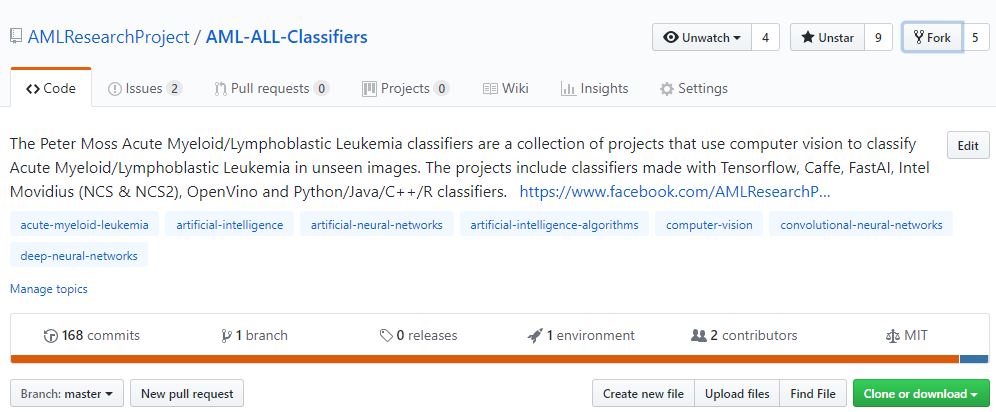 AMLResearchProject / AML-ALL-Classifiers Unwatch 4 Unstar 9 Fork 5
Code Issues 2 Pull requests 0 Projects 0 Wiki Insights Settings
The Peter Moss Acute Myeloid/Lymphoblastic Leukemia classifiers are a collection of projects that use computer vision to classify Edit
Acute Myeloid/Lymphoblastic Leukemia in unseen images. The projects include classifiers made with Tensorflow, Caffe, FastAI, Intel
Movidius (NCS & NCS2), OpenVino and Python/Java/C++/R classifiers. https://www.facebook.com/AMLResearchP...
acute-myeloid-leukemia artificial-intelligence artificial-neural-networks artificial-intelligence-algorithms computer-vision convolutional-neural-networks
deep-neural-networks
Manage topics
168 commits 1 branch 0 releases 1 environment 2 contributors MIT
Branch: master New pull request Create new file Upload files Find File Clone or download